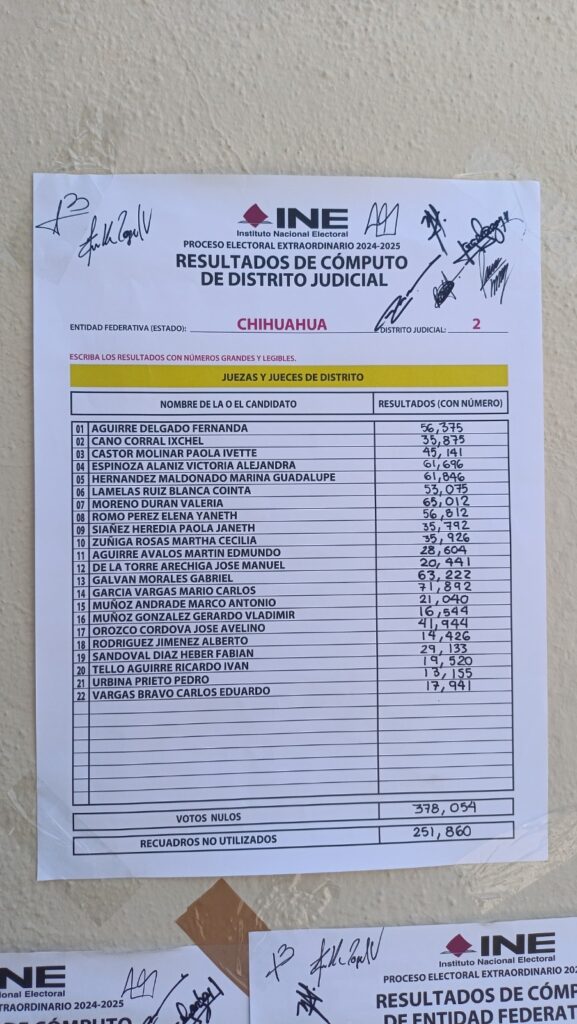 INE
Instituto Nacional Electoral
PROCESO ELECTORAL EXTRAORDINARIO 2024-2025
RESULTADOS DE CÓMPUTO
DE DISTRITO JUDICIAL
ENTIDAD FEDERATIVA (ESTADO): CHIHUAHUA DISTRITO JUDICIAL: 2
ESCRIBA LOS RESULTADOS CON NÚMEROS GRANDES Y LEGIBLES.
JUEZAS Y JUECES DE DISTRITO
NOMBRE DE LA O EL CANDIDATO RESULTADOS (CON NÚMERO)
01 AGUIRRE DELGADO FERNANDA 56,375
02 CANO CORRAL IXCHEL 35,875
03 CASTOR MOLINAR PAOLA IVETTE 45,141
04 ESPINOZA ALANIZ VICTORIA ALEJANDRA 61,696
05 HERNANDEZ MALDONADO MARINA GUADALUPE 61,846
06 LAMELAS RUIZ BLANCA COINTA 53,075
07 MORENO DURAN VALERIA 65,012
08 ROMO PEREZ ELENA YANETH 56,812
09 SIAÑEZ HEREDIA PAOLA JANETH 35,792
10 ZUÑIGA ROSAS MARTHA CECILIA 35,926
11 AGUIRRE AVALOS MARTIN EDMUNDO 28,604
12 DE LA TORRE ARECHIGA JOSE MANUEL 20,441
13 GALVAN MORALES GABRIEL 63,222
14 GARCIA VARGAS MARIO CARLOS 71,892
15 MUÑOZ ANDRADE MARCO ANTONIO 21,040
16 MUÑOZ GONZALEZ GERARDO VLADIMIR 16,544
17 OROZCO CORDOVA JOSE AVELINO 41,944
18 RODRIGUEZ JIMENEZ ALBERTO 14,426
19 SANDOVAL DIAZ HEBER FABIAN 29,133
20 TELLO AGUIRRE RICARDO IVAN 19,520
21 URBINA PRIETO PEDRO 13,155
22 VARGAS BRAVO CARLOS EDUARDO 17,941
VOTOS NULOS 378,054
RECUADROS NO UTILIZADOS 251,860
NE
ional Electoral
RDINARIO 2024-2025
DE CÓMPUTO
INE
Instituto Nacional Electoral
PROCESO ELECTORAL EXTRAORDINARIO 202
RESULTADOS DE CÓMP
DE ENTIDAD FEDERAT